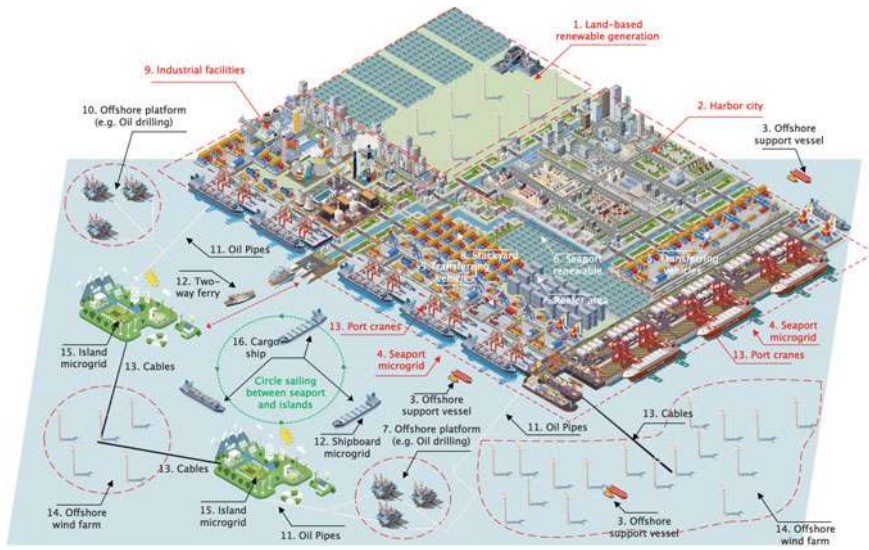 1. Land-based
renewable generation
9. Industrial facilities
10. Offshore platform
(e.g. Oil drilling)
2. Harbor city
3. Offshore
support vessel
11. Oil Pipes
8. Stackyard
5. Transferring
vehicles
6. Seaport
renewable
5. Transferring
vehicles
12. Two-
way ferry
7. Reefer area
13. Port cranes
4. Seaport
microgrid
13. Port cranes
15. Island
microgrid
16. Cargo
ship
4. Seaport
microgrid
13. Cables
Circle sailing
between seaport
and islands
3. Offshore
support vessel
11. Oil Pipes
13. Cables
12. Shipboard
microgrid
7. Offshore platform
(e.g. Oil drilling)
13. Cables
14. Offshore
wind farm
15. Island
microgrid
11. Oil Pipes
3. Offshore
support vessel
14. Offshore
wind farm